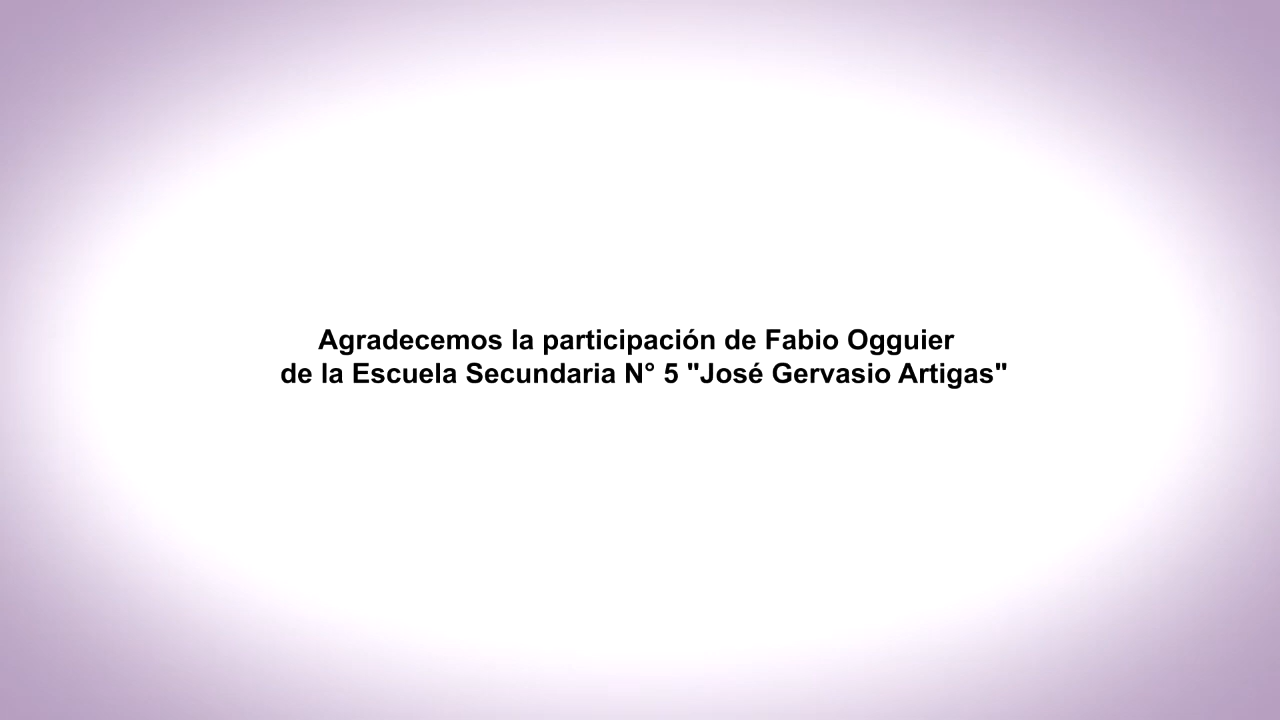 Agradecemos la participación de Fabio Ogguier
de la Escuela Secundaria N° 5 "José Gervasio Artigas"